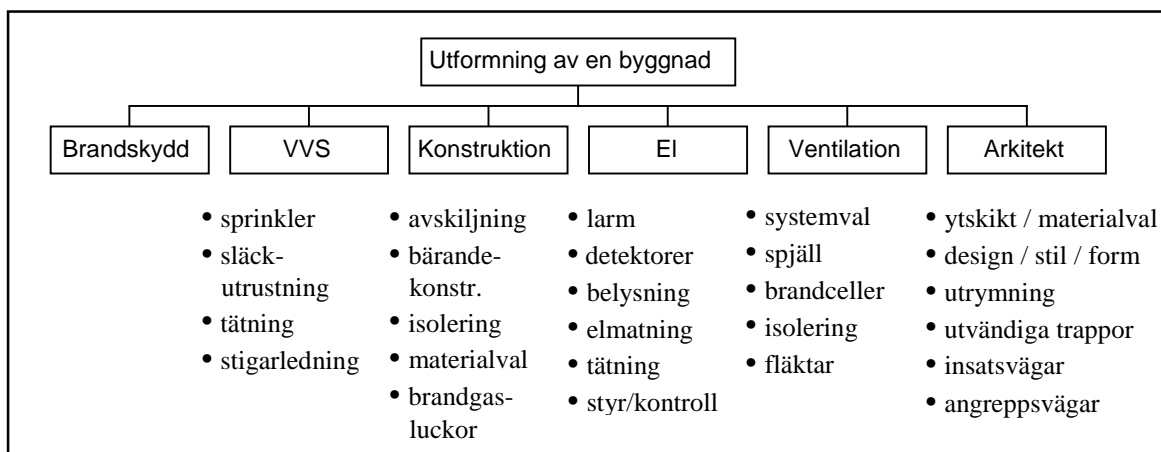 Utformning av en byggnad
Brandskydd
VVS
Konstruktion
El
Ventilation
Arkitekt
• sprinkler
• släck-
utrustning
• tätning
• stigarledning
• avskiljning
• bärande-
konstr.
• isolering
• materialval
• brandgas-
luckor
• larm
• detektorer
• belysning
• elmatning
• tätning
• styr/kontroll
• systemval
• spjäll
• brandceller
• isolering
• fläktar
• ytskikt / materialval
• design / stil / form
• utrymning
• utvändiga trappor
• insatsvägar
• angreppsvägar